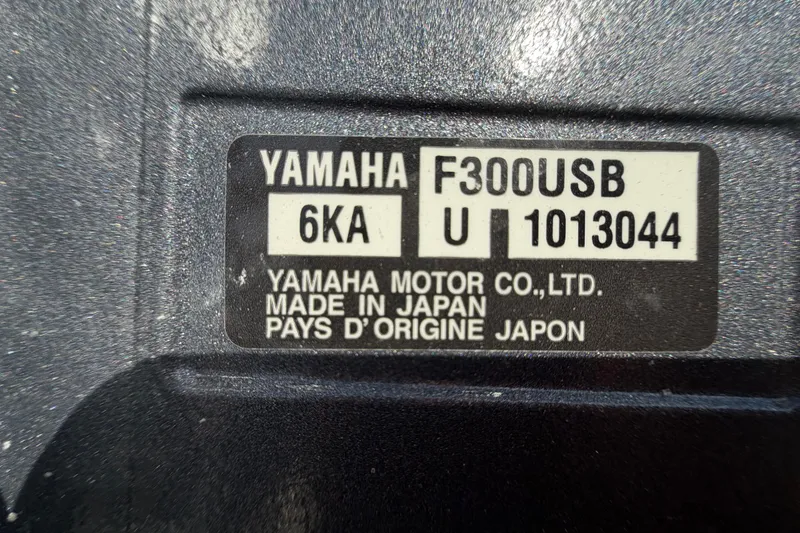 YAMAHA F300USB
6KA U 1013044
YAMAHA MOTOR CO.,LTD.
MADE IN JAPAN
PAYS D'ORIGINE JAPON